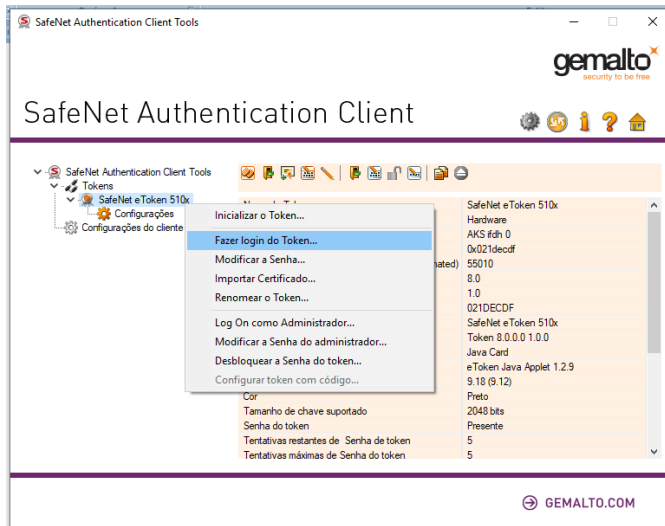 SafeNet Authentication Client Tools
gemalto
security to be free
SafeNet Authentication Client
SafeNet Authentication Client Tools
Tokens
SafeNet eToken 510x
Configurações
Configurações do cliente
Inicializar o Token...
Fazer login do Token...
Modificar a Senha...
Importar Certificado...
Renomear o Token...
Log On como Administrador...
Modificar a Senha do administrador...
Desbloquear a Senha do token...
Configurar token com código...
SafeNet eToken 510x
Hardware
AKS ifdh 0
0x021decdf
nated) 55010
8.0
1.0
021DECDF
SafeNet eToken 510x
Token 8.0.0.0 1.0.0
Java Card
eToken Java Applet 1.2.9
9.18 (9.12)
Cor Preto
Tamanho de chave suportado 2048 bits
Senha do token Presente
Tentativas restantes de Senha de token 5
Tentativas máximas de Senha do token 5
GEMALTO.COM